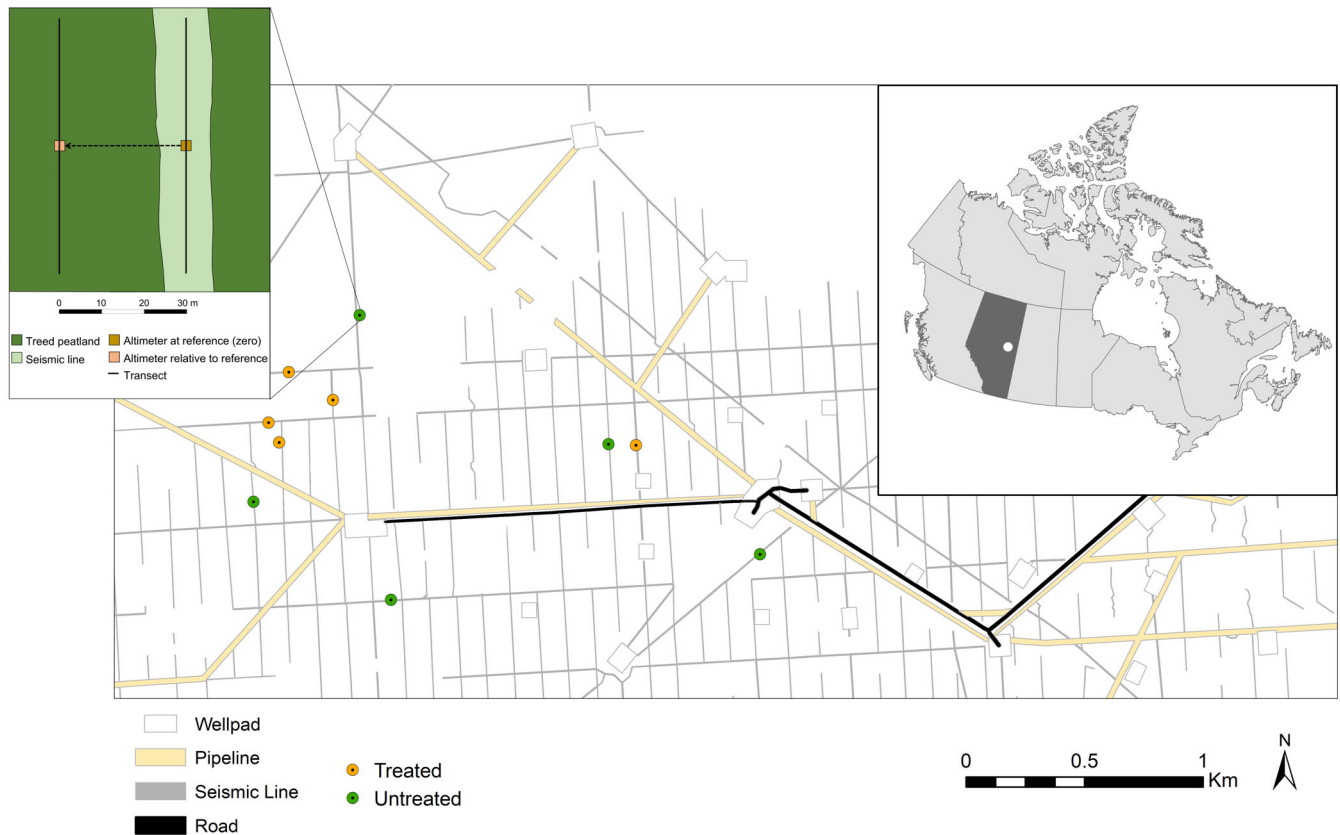 0 10 20 30 m
Treed peatland
Altimeter at reference (zero)
Seismic line
Altimeter relative to reference
Transect
Wellpad
Pipeline
Seismic Line
Road
Treated
Untreated
0 0.5 1
Km
N